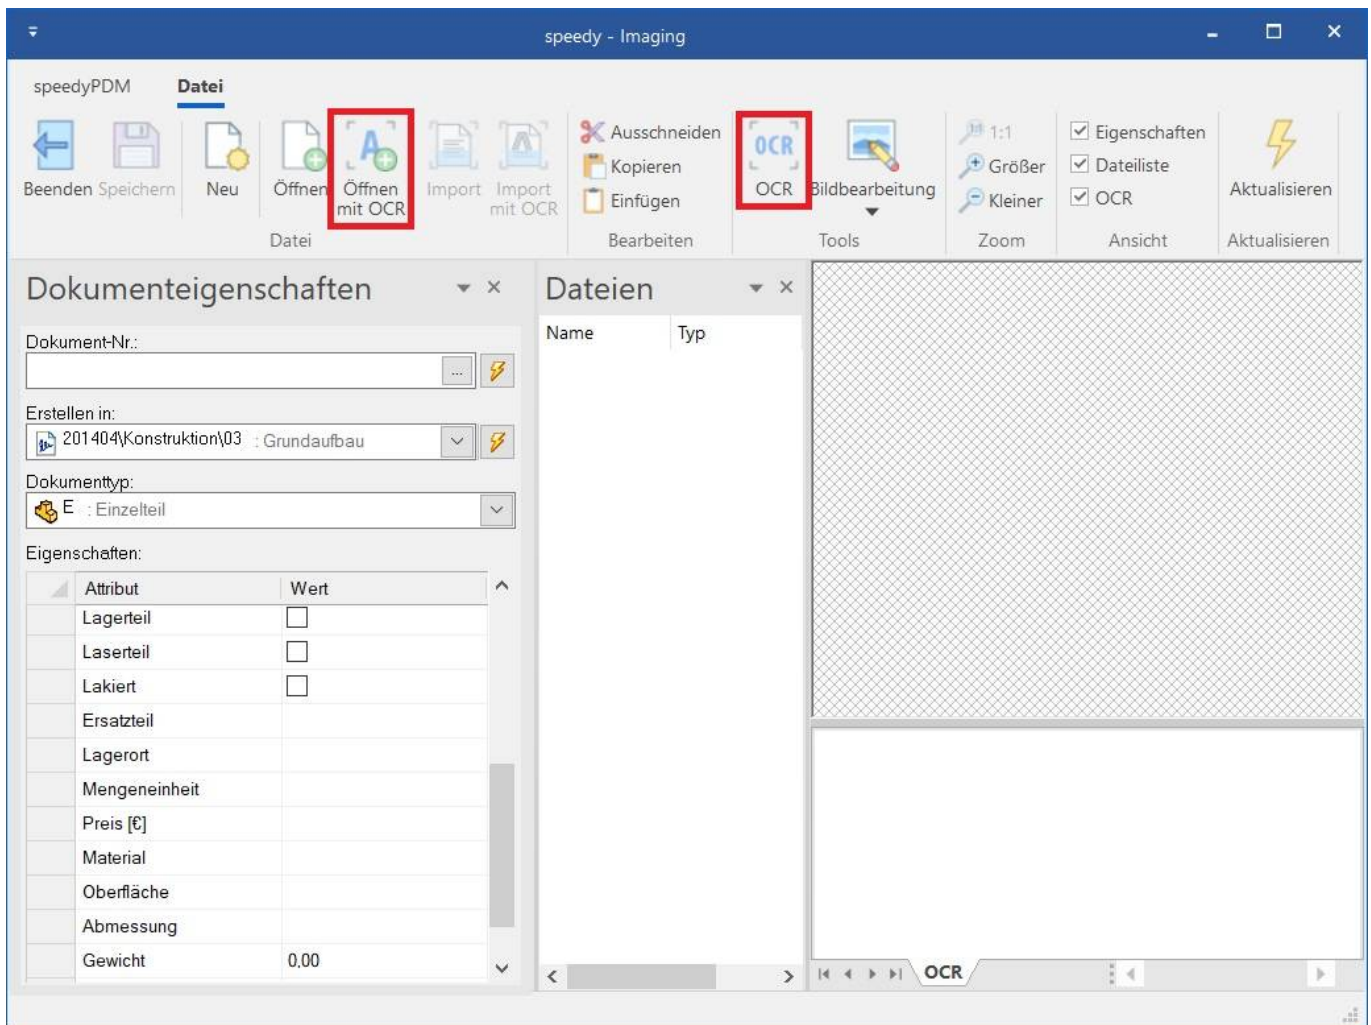 speedy - Imaging
speedyPDM Datei
Beenden Speichern Neu Öffnen Öffnen mit OCR Import Import mit OCR
Datei
Ausschneiden
Kopieren
Einfügen
Bearbeiten
OCR
OCR Bildbearbeitung
Tools
1:1
Größer
Kleiner
Zoom
Eigenschaften
Dateiliste
OCR
Ansicht
Aktualisieren
Aktualisieren
Dokumenteigenschaften
Dokument-Nr.:
...
Erstellen in:
201404\Konstruktion\03 : Grundaufbau
Dokumenttyp:
E : Einzelteil
Eigenschaften:
Attribut Wert
Lagerteil
Laserteil
Lakiert
Ersatzteil
Lagerort
Mengeneinheit
Preis [€]
Material
Oberfläche
Abmessung
Gewicht 0,00
Dateien
Name Typ
OCR